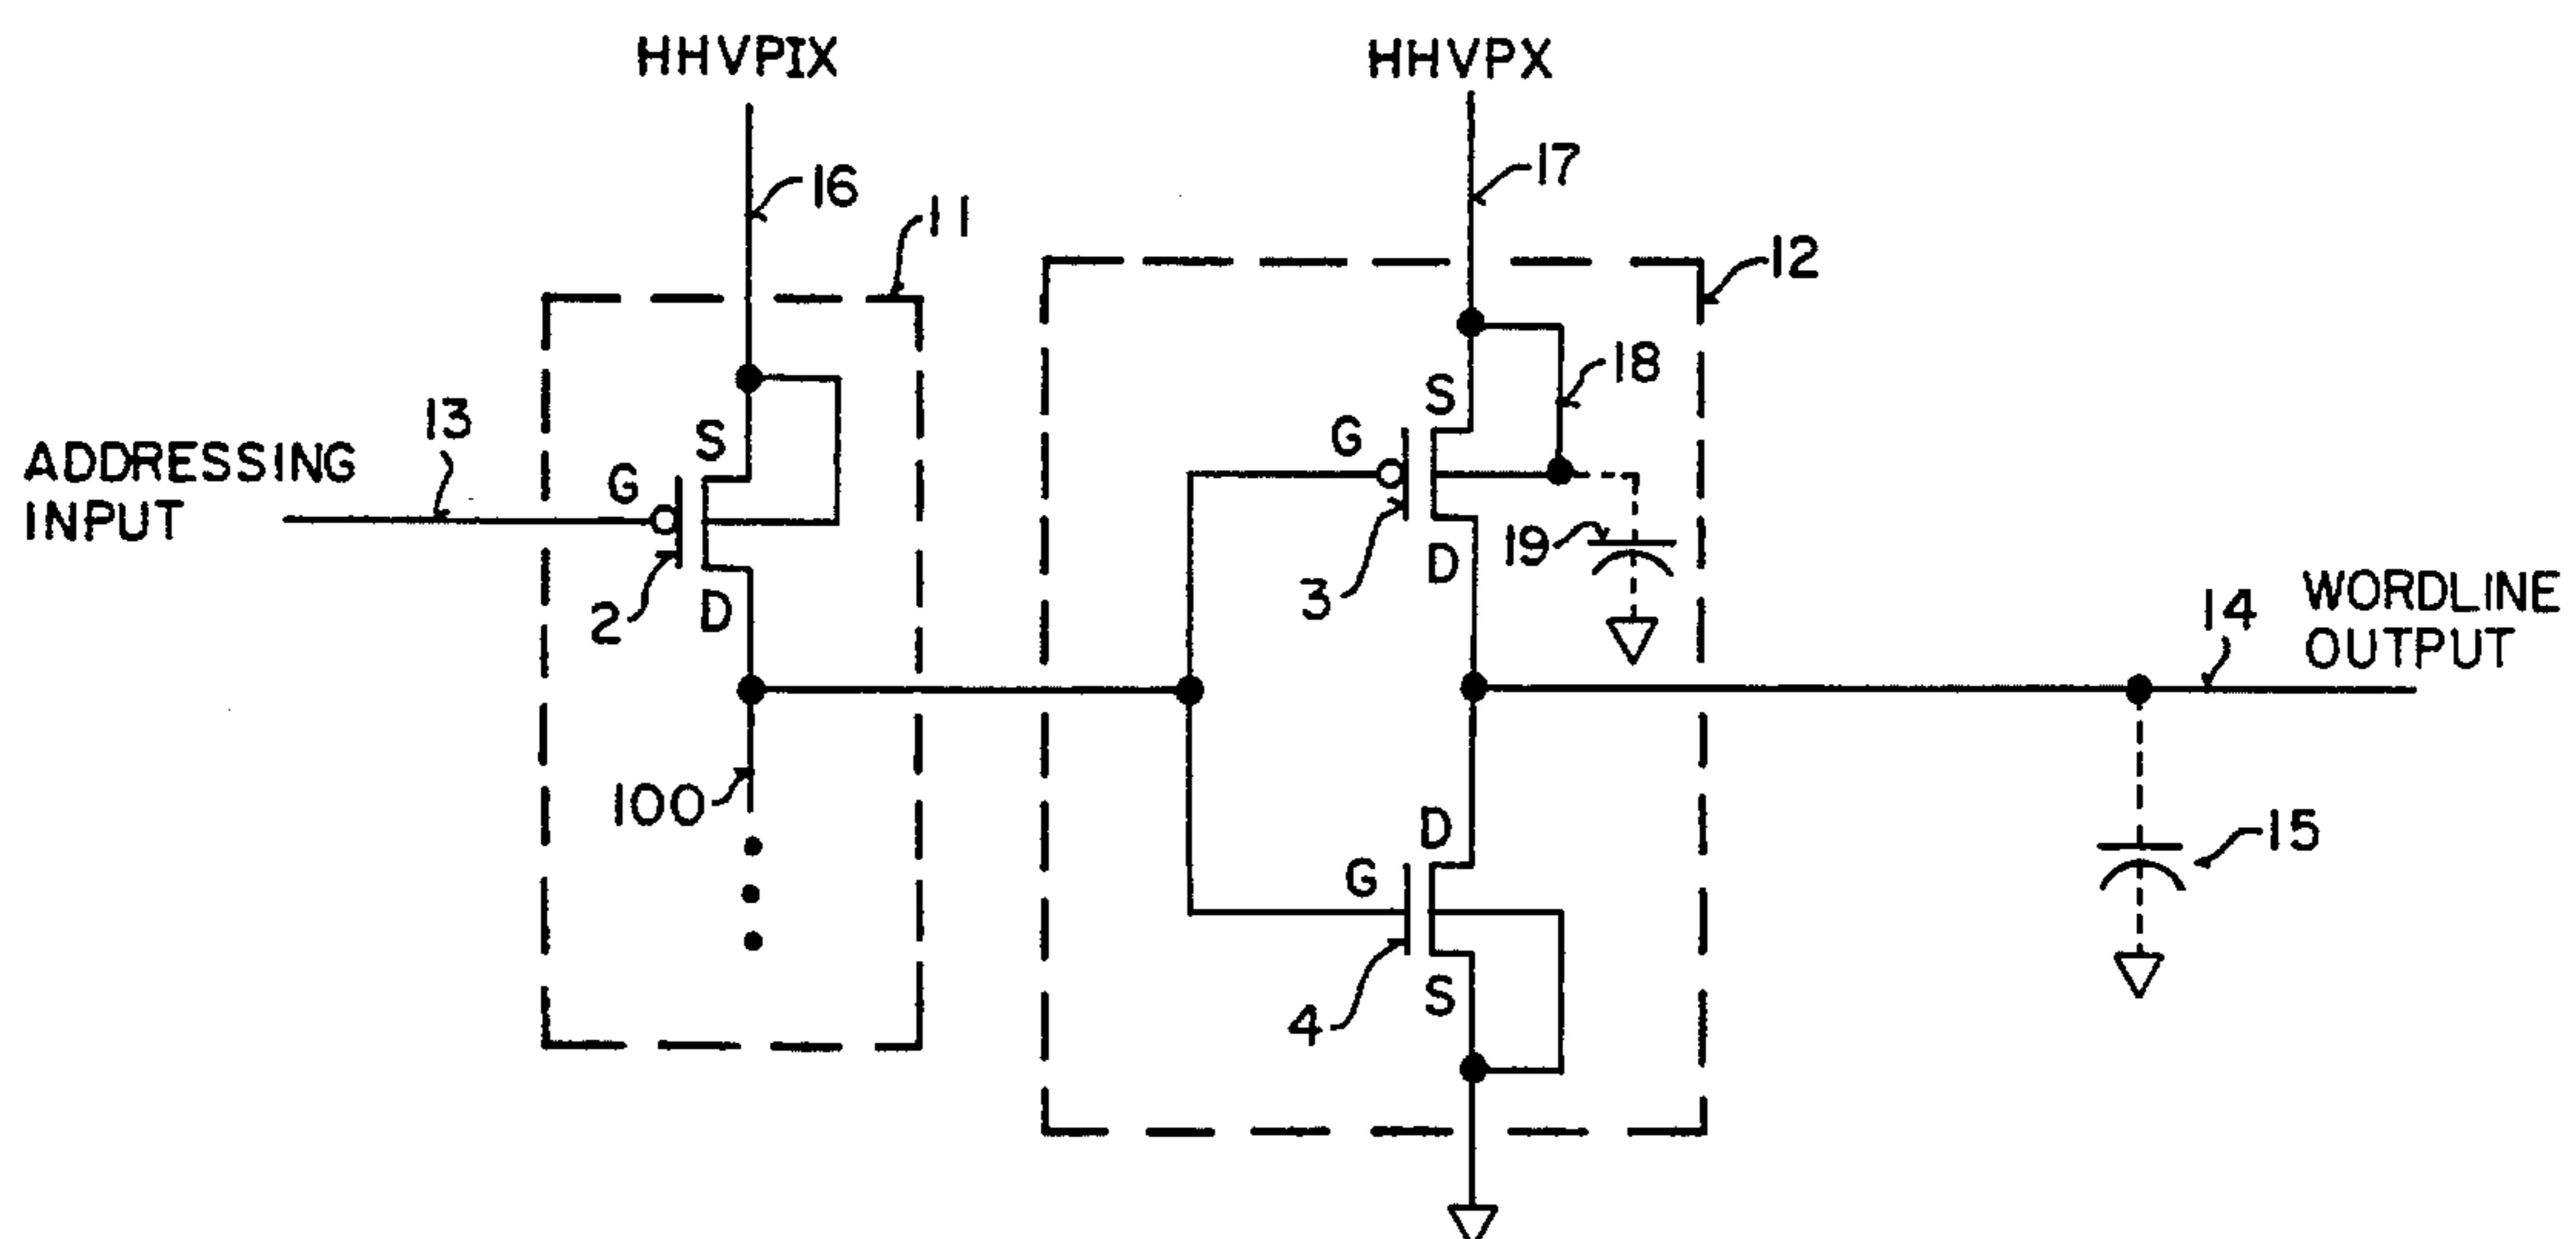 HHVPIX
HHVPX
16
17
11
12
18
13
S
S
G
ADDRESSING
INPUT
G
19
D
3
2
D
14
WORDLINE
OUTPUT
100
D
15
G
S
4